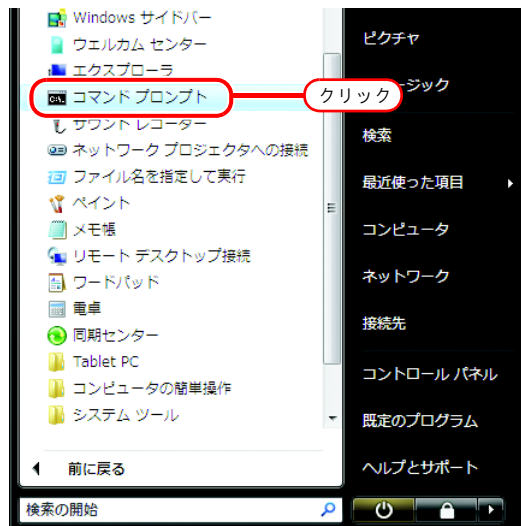 Windows サイドバー
ウェルカム センター
エクスプローラ
コマンド プロンプト
クリック
サウンド レコーダー
ネットワーク プロジェクタへの接続
ファイル名を指定して実行
ペイント
メモ帳
リモート デスクトップ接続
ワードパッド
電卓
同期センター
Tablet PC
コンピュータの簡単操作
システム ツール
前に戻る
検索の開始
ピクチャ
ージック
検索
最近使った項目
コンピュータ
ネットワーク
接続先
コントロール パネル
既定のプログラム
ヘルプとサポート